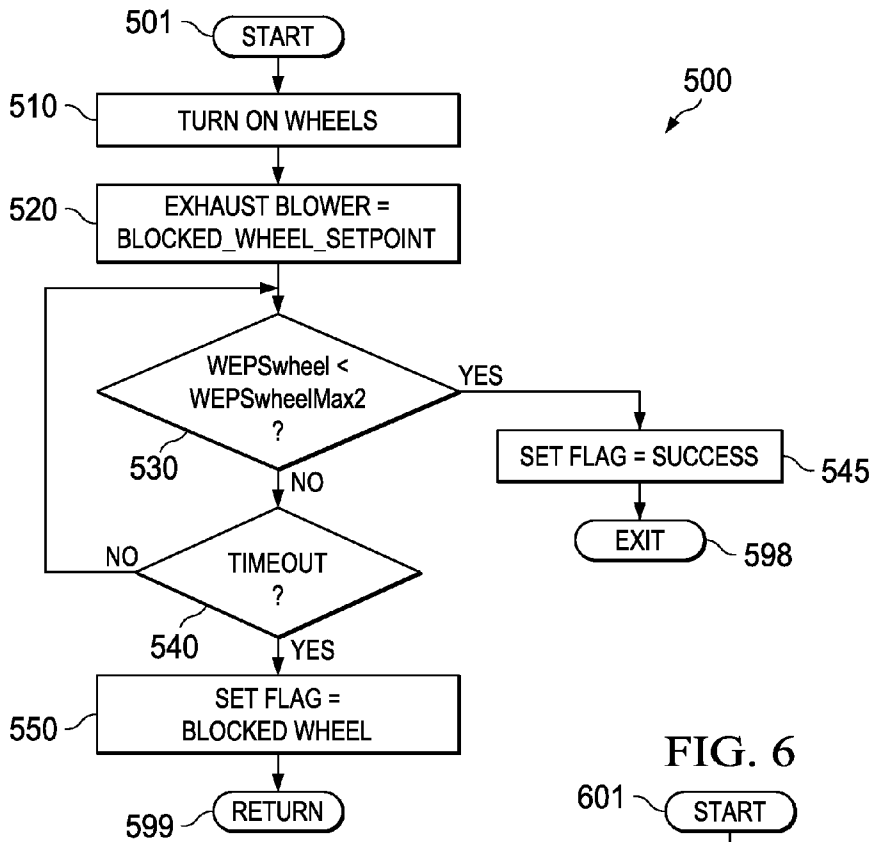 501
START
500
510
TURN ON WHEELS
520
EXHAUST BLOWER =
BLOCKED_WHEEL_SETPOINT
WEPSwheel <
WEPSwheelMax2
?
YES
530
NO
SET FLAG = SUCCESS
545
EXIT
598
NO
TIMEOUT
?
540
YES
550
SET FLAG =
BLOCKED WHEEL
599
RETURN
FIG. 6
601
START